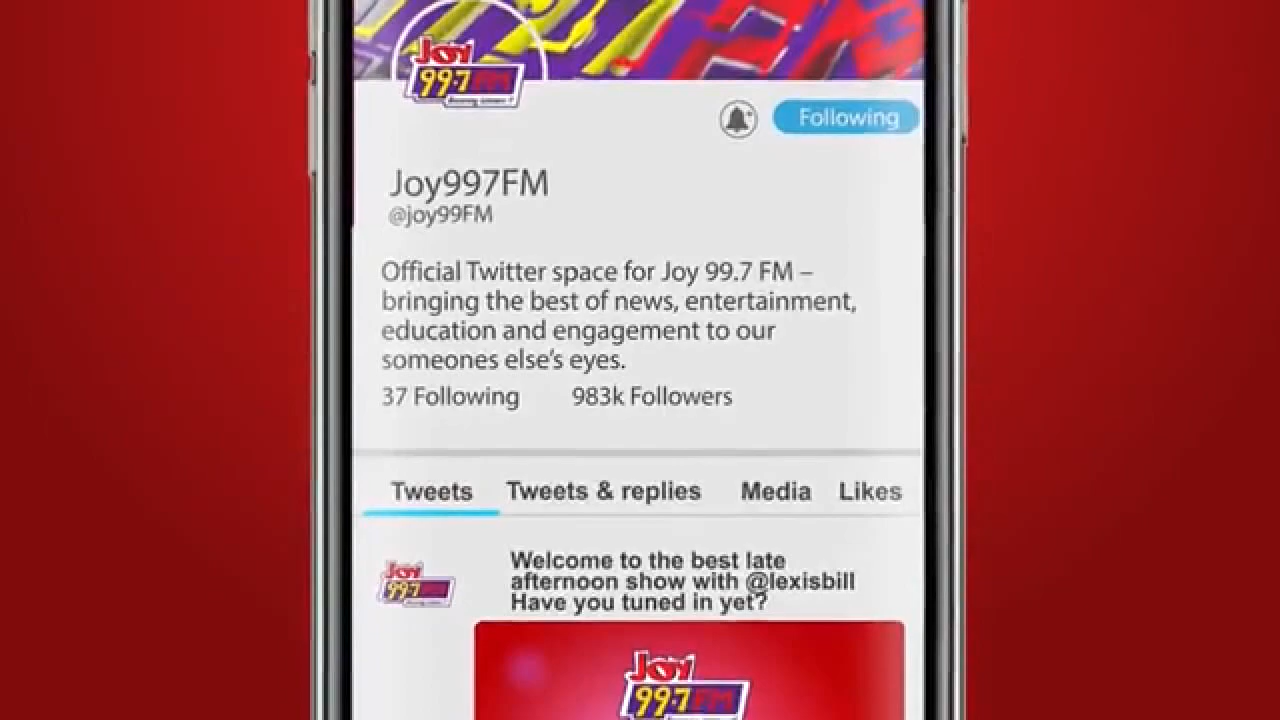 Joy
99.7 FM
Following
Joy997FM
@joy99FM
Official Twitter space for Joy 99.7 FM –
bringing the best of news, entertainment,
education and engagement to our
someones else's eyes.
37 Following 983k Followers
Tweets Tweets & replies Media Likes
Joy
99.7 FM
Welcome to the best late
afternoon show with @lexisbill
Have you tuned in yet?
Joy
99.7 FM